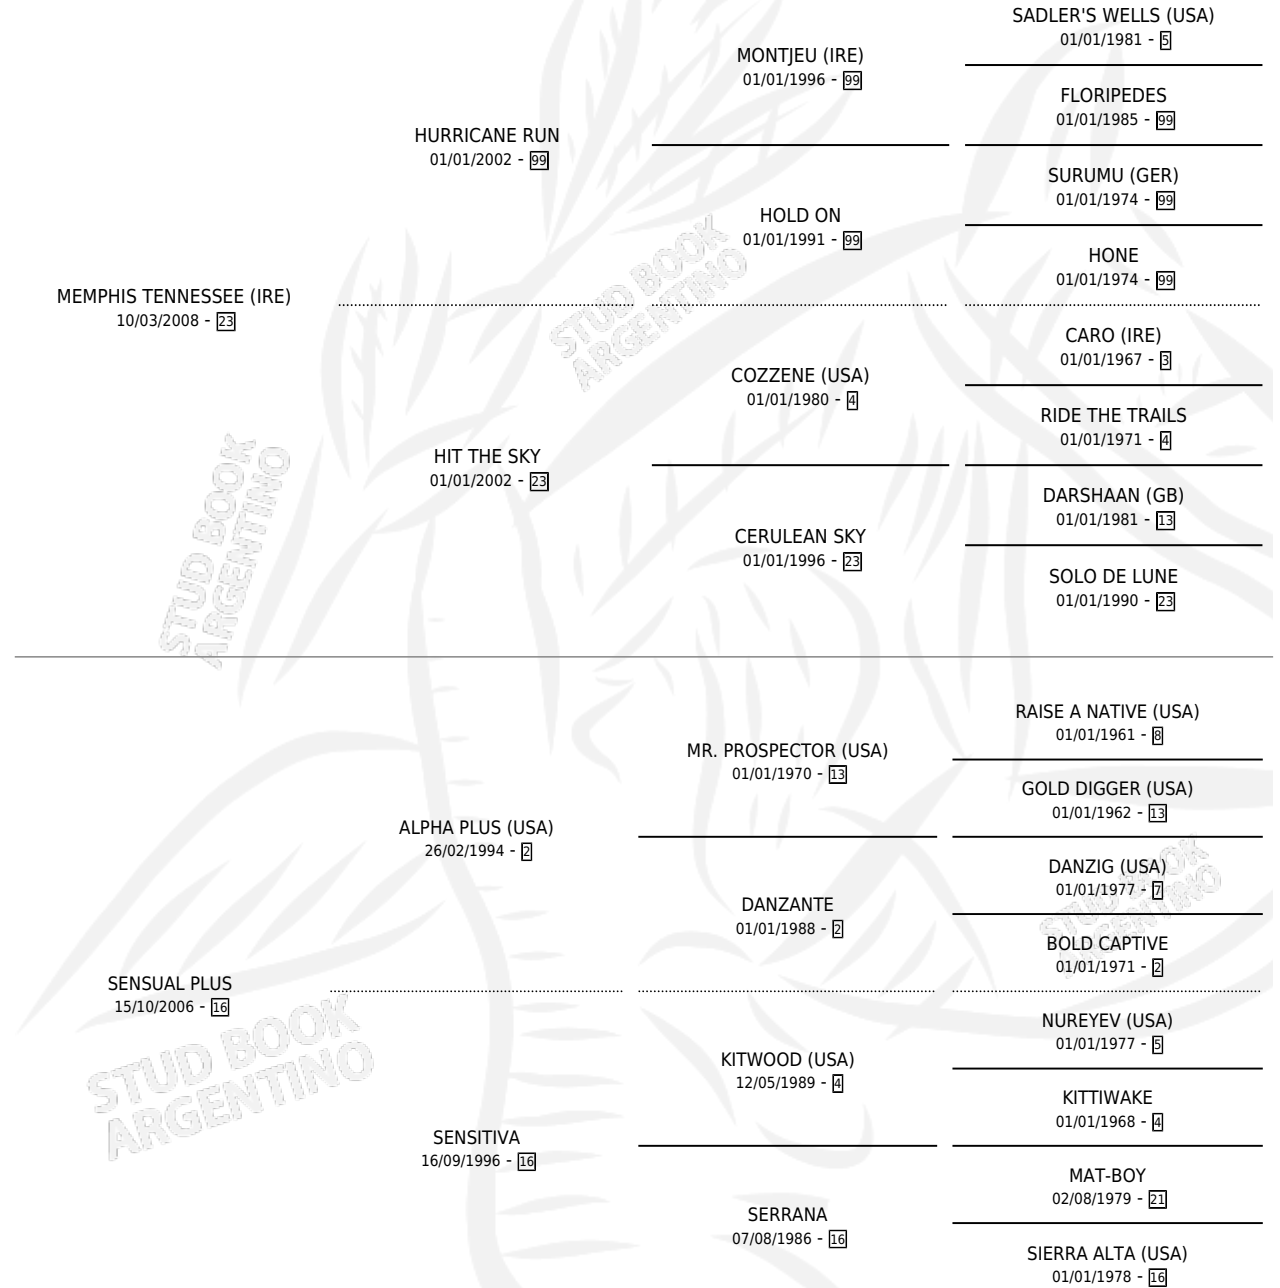 SADLER'S WELLS (USA)
01/01/1981 - 5
MONTJEU (IRE)
01/01/1996 - 99
FLORIPEDES
01/01/1985 - 99
HURRICANE RUN
01/01/2002 - 99
SURUMU (GER)
01/01/1974 - 99
HOLD ON
01/01/1991 - 99
HONE
01/01/1974 - 99
MEMPHIS TENNESSEE (IRE)
10/03/2008 - 23
CARO (IRE)
01/01/1967 - 3
COZZENE (USA)
01/01/1980 - 4
RIDE THE TRAILS
01/01/1971 - 4
HIT THE SKY
01/01/2002 - 23
DARSHAAN (GB)
01/01/1981 - 13
CERULEAN SKY
01/01/1996 - 23
SOLO DE LUNE
01/01/1990 - 23
RAISE A NATIVE (USA)
01/01/1961 - 8
MR. PROSPECTOR (USA)
01/01/1970 - 13
GOLD DIGGER (USA)
01/01/1962 - 13
ALPHA PLUS (USA)
26/02/1994 - 2
DANZIG (USA)
01/01/1977 - 7
DANZANTE
01/01/1988 - 2
BOLD CAPTIVE
01/01/1971 - 2
SENSUAL PLUS
15/10/2006 - 16
NUREYEV (USA)
01/01/1977 - 5
KITWOOD (USA)
12/05/1989 - 4
KITTIWAKE
01/01/1968 - 4
SENSITIVA
16/09/1996 - 16
MAT-BOY
02/08/1979 - 21
SERRANA
07/08/1986 - 16
SIERRA ALTA (USA)
01/01/1978 - 16
STUD BOOK
ARGENTINO
STUD BOOK
ARGENTINO
STUD BOOK
ARGENTINO
STUD BOOK
ARGENTINO